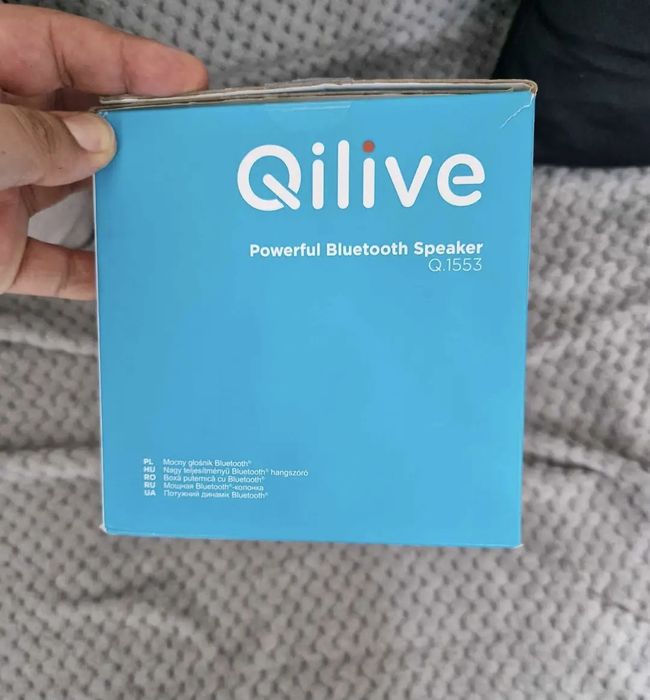 Qilive
Powerful Bluetooth Speaker
Q.1553
PL Mocny głośnik Bluetooth®
HU Nagy teljesítményű Bluetooth® hangszóró
RO Boxă puternică cu Bluetooth®
RU Мощная Bluetooth®-колонка
UA Потужний динамік Bluetooth®